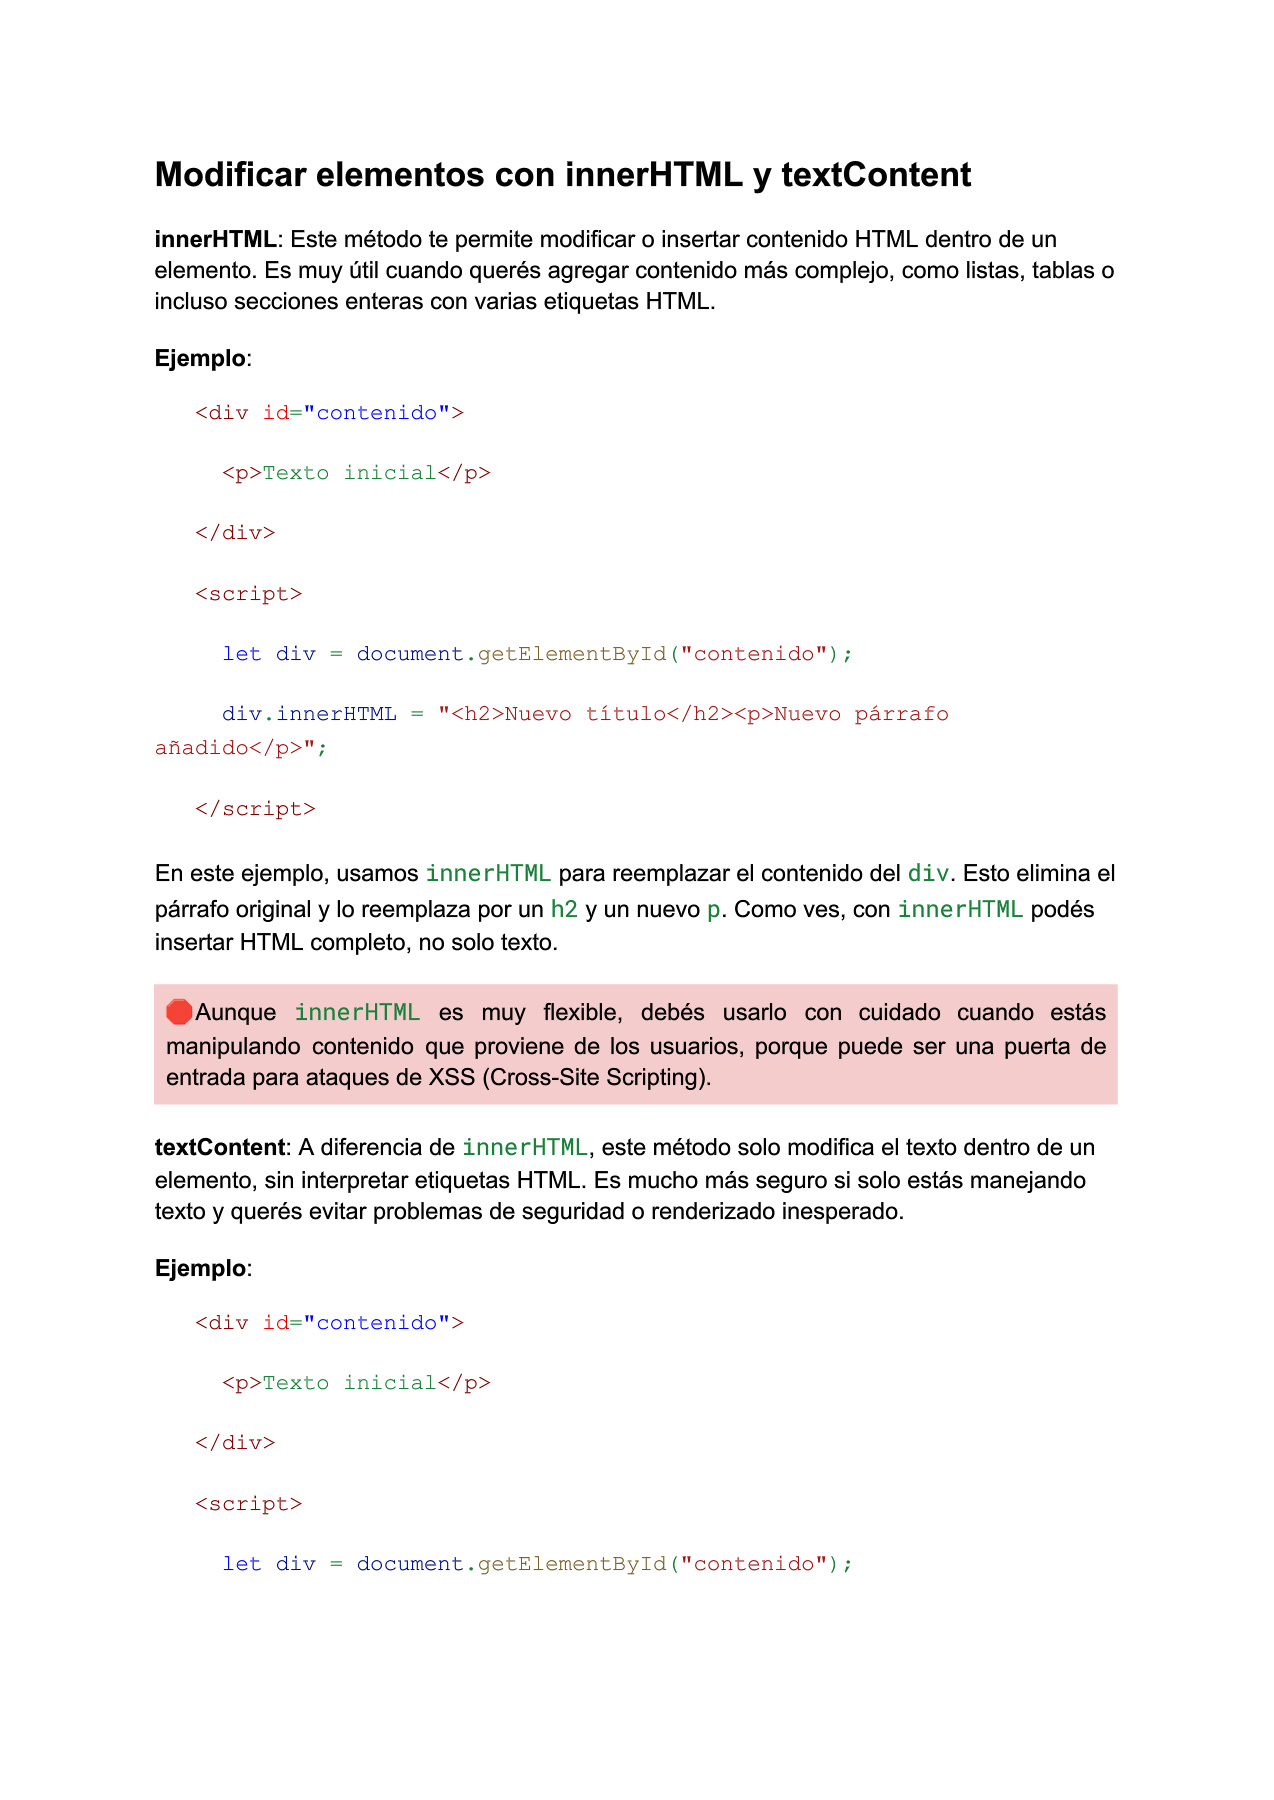 Modificar elementos con innerHTML y textContent
innerHTML: Este método te permite modificar o insertar contenido HTML dentro de un
elemento. Es muy útil cuando querés agregar contenido más complejo, como listas, tablas o
incluso secciones enteras con varias etiquetas HTML.
Ejemplo:
<div id="contenido">
<p>Texto inicial</p>
</div>
<script>
let div = document.getElementById("contenido");
div.innerHTML = "<h2>Nuevo título</h2><p>Nuevo párrafo
añadido</p>";
</script>
En este ejemplo, usamos innerHTML para reemplazar el contenido del div. Esto elimina el
párrafo original y lo reemplaza por un h2 y un nuevo p. Como ves, con innerHTML podés
insertar HTML completo, no solo texto.
🛑Aunque innerHTML es muy flexible, debés usarlo con cuidado cuando estás
manipulando contenido que proviene de los usuarios, porque puede ser una puerta de
entrada para ataques de XSS (Cross-Site Scripting).
textContent: A diferencia de innerHTML, este método solo modifica el texto dentro de un
elemento, sin interpretar etiquetas HTML. Es mucho más seguro si solo estás manejando
texto y querés evitar problemas de seguridad o renderizado inesperado.
Ejemplo:
<div id="contenido">
<p>Texto inicial</p>
</div>
<script>
let div = document.getElementById("contenido");